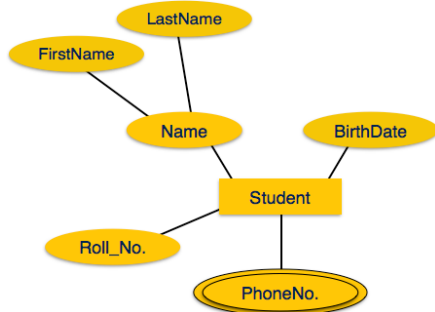 LastName
FirstName
Name
BirthDate
Student
Roll_No.
PhoneNo.